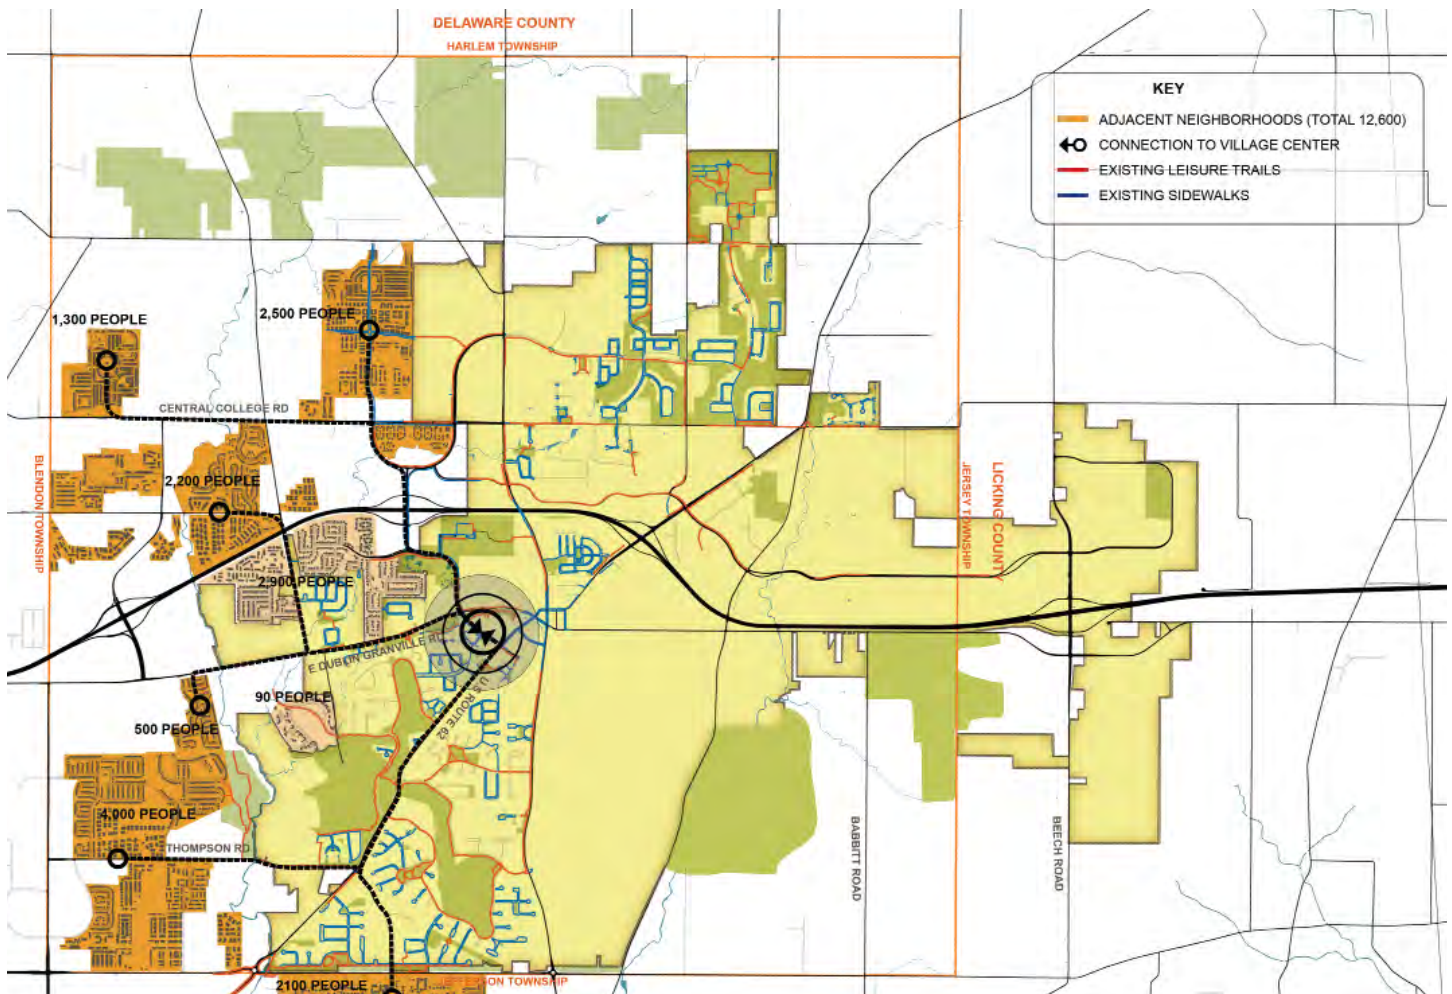 DELAWARE COUNTY
HARLEM TOWNSHIP
KEY
ADJACENT NEIGHBORHOODS (TOTAL 12,600)
CONNECTION TO VILLAGE CENTER
EXISTING LEISURE TRAILS
EXISTING SIDEWALKS
1,300 PEOPLE
2,500 PEOPLE
CENTRAL COLLEGE RD
BLENDON TOWNSHIP
2,200 PEOPLE
LICKING COUNTY
JERSEY TOWNSHIP
2,900 PEOPLE
E DUBLIN GRANVILLE RD
U.S. ROUTE 62
90 PEOPLE
500 PEOPLE
4,000 PEOPLE
THOMPSON RD
BABBITT ROAD
BEECH ROAD
TOWNSHIP
2100 PEOPLE